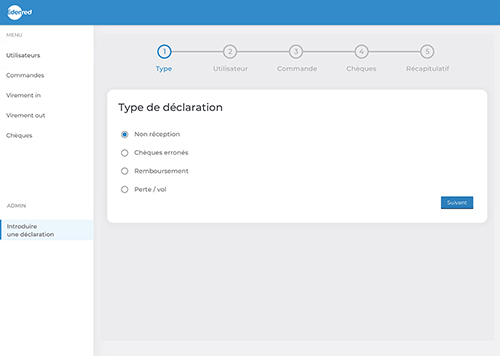 Edenred
MENU
Utilisateurs
Commandes
Virement in
Virement out
Chèques
ADMIN
Introduire
une déclaration
1 2 3 4 5
Type Utilisateur Commande Chèques Récapitulatif
Type de déclaration
Non réception
Chèques erronés
Remboursement
Perte / vol
Suivant